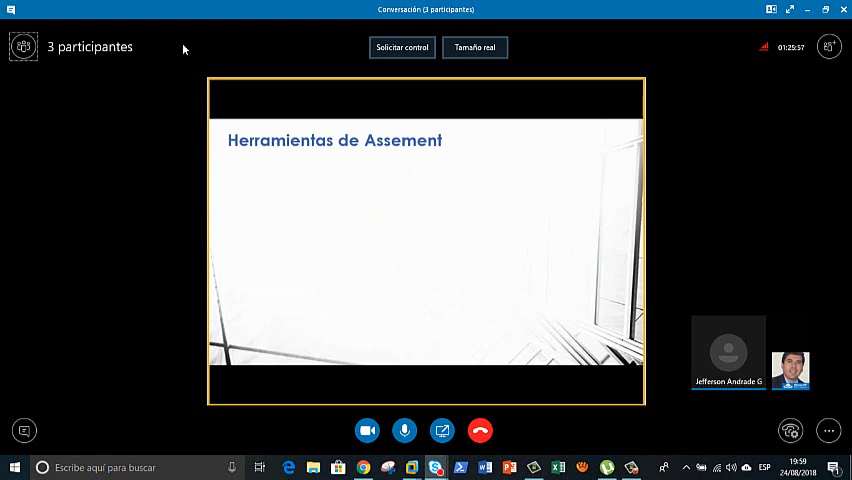 Conversación (3 participantes)
3 participantes
Solicitar control
Tamaño real
01:25:57
Herramientas de Assement
Jefferson Andrade G
Escribe aquí para buscar
ESP
19:59
24/08/2018